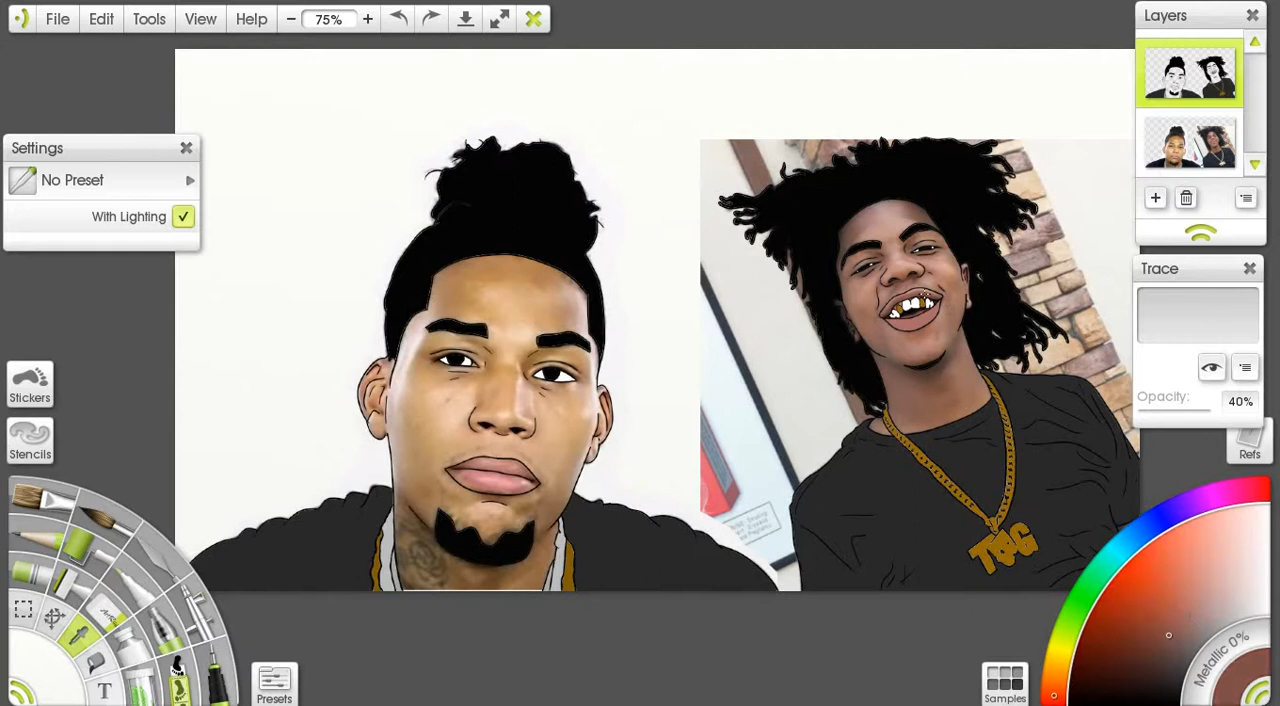 File Edit Tools View Help − 75% +
Layers
Settings
No Preset
With Lighting
Trace
Opacity: 40%
Stickers
Stencils
Refs
TBG
T
Metallic 0%
Presets
Samples